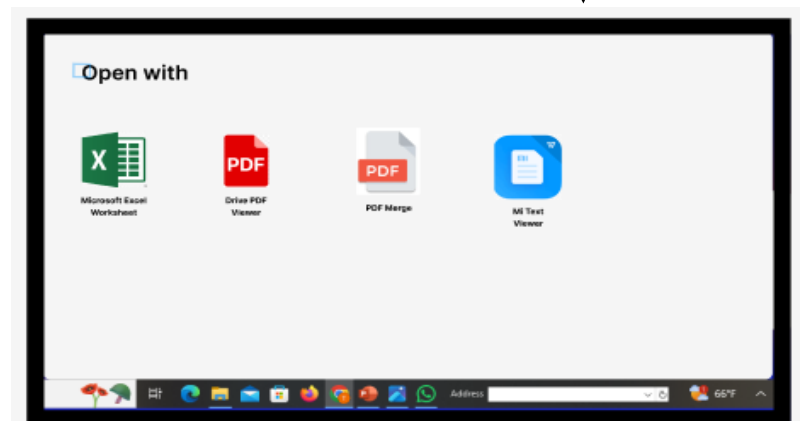 Open with
X
PDF
PDF
Microsoft Excel
Worksheet
Drive PDF
Viewer
PDF Merge
Mi Text
Viewer
Address
66°F